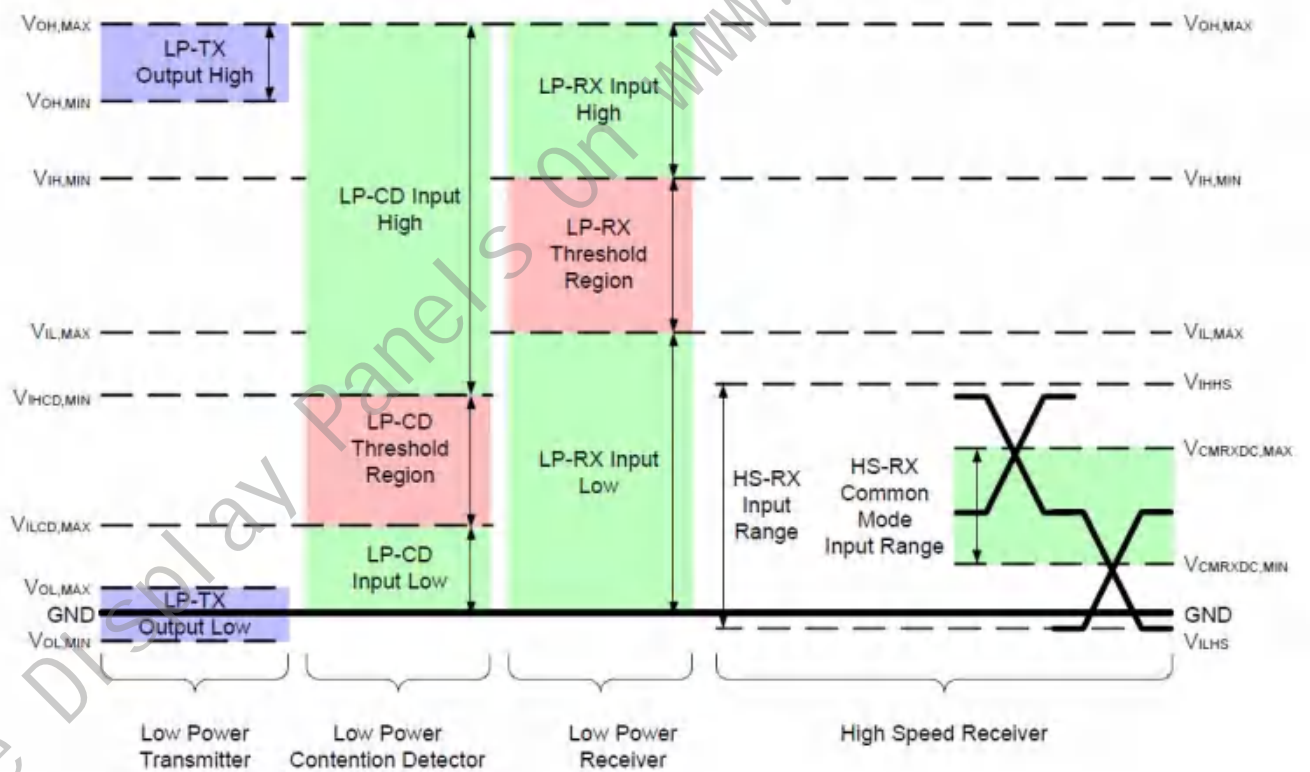 VOH,MAX
LP-TX
Output High
VOH,MIN
VIH,MIN
VIL,MAX
VIHCD,MIN
VILCD,MAX
VOL,MAX
GND
LP-TX
Output Low
VOL,MIN
LP-CD Input
High
LP-CD
Threshold
Region
LP-CD
Input Low
LP-RX Input
High
LP-RX
Threshold
Region
LP-RX Input
Low
HS-RX
Input
Range
HS-RX
Common
Mode
Input Range
VOH,MAX
VIH,MIN
VIL,MAX
VIHHS
VCMRXDC,MAX
VCMRXDC,MIN
GND
VILHS
Low Power
Transmitter
Low Power
Contention Detector
Low Power
Receiver
High Speed Receiver
Display Panels On www.